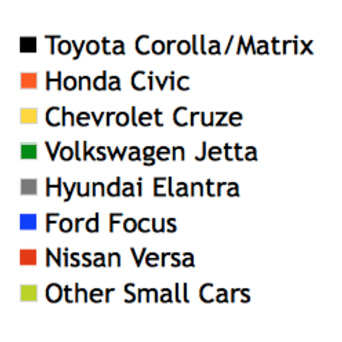 Toyota Corolla/Matrix
Honda Civic
Chevrolet Cruze
Volkswagen Jetta
Hyundai Elantra
Ford Focus
Nissan Versa
Other Small Cars